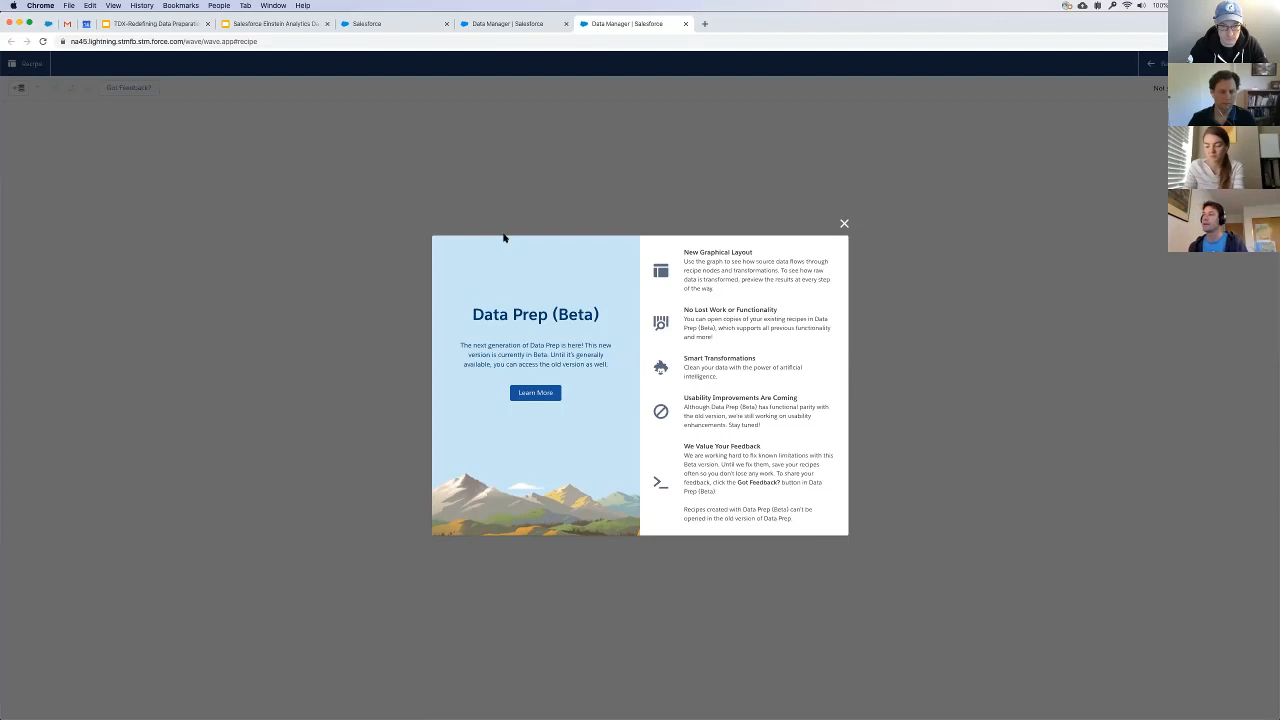 Chrome File Edit View History Bookmarks People Tab Window Help
100%
TDX-Redefining Data Preparatio
Salesforce Einstein Analytics Da
Salesforce
Data Manager | Salesforce
Data Manager | Salesforce
na45.lightning.stmfb.stm.force.com/wave/wave.app#recipe
Recipe
Got Feedback?
Data Prep (Beta)
The next generation of Data Prep is here! This new
version is currently in Beta. Until it's generally
available, you can access the old version as well.
Learn More
New Graphical Layout
Use the graph to see how source data flows through
recipe nodes and transformations. To see how raw
data is transformed, preview the results at every step
of the way.
No Lost Work or Functionality
You can open copies of your existing recipes in Data
Prep (Beta), which supports all previous functionality
and more!
Smart Transformations
Clean your data with the power of artificial
intelligence.
Usability Improvements Are Coming
Although Data Prep (Beta) has functional parity with
the old version, we're still working on usability
enhancements. Stay tuned!
We Value Your Feedback
We are working hard to fix known limitations with this
Beta version. Until we fix them, save your recipes
often so you don't lose any work. To share your
feedback, click the Got Feedback? button in Data
Prep (Beta)
Recipes created with Data Prep (Beta) can't be
opened in the old version of Data Prep.